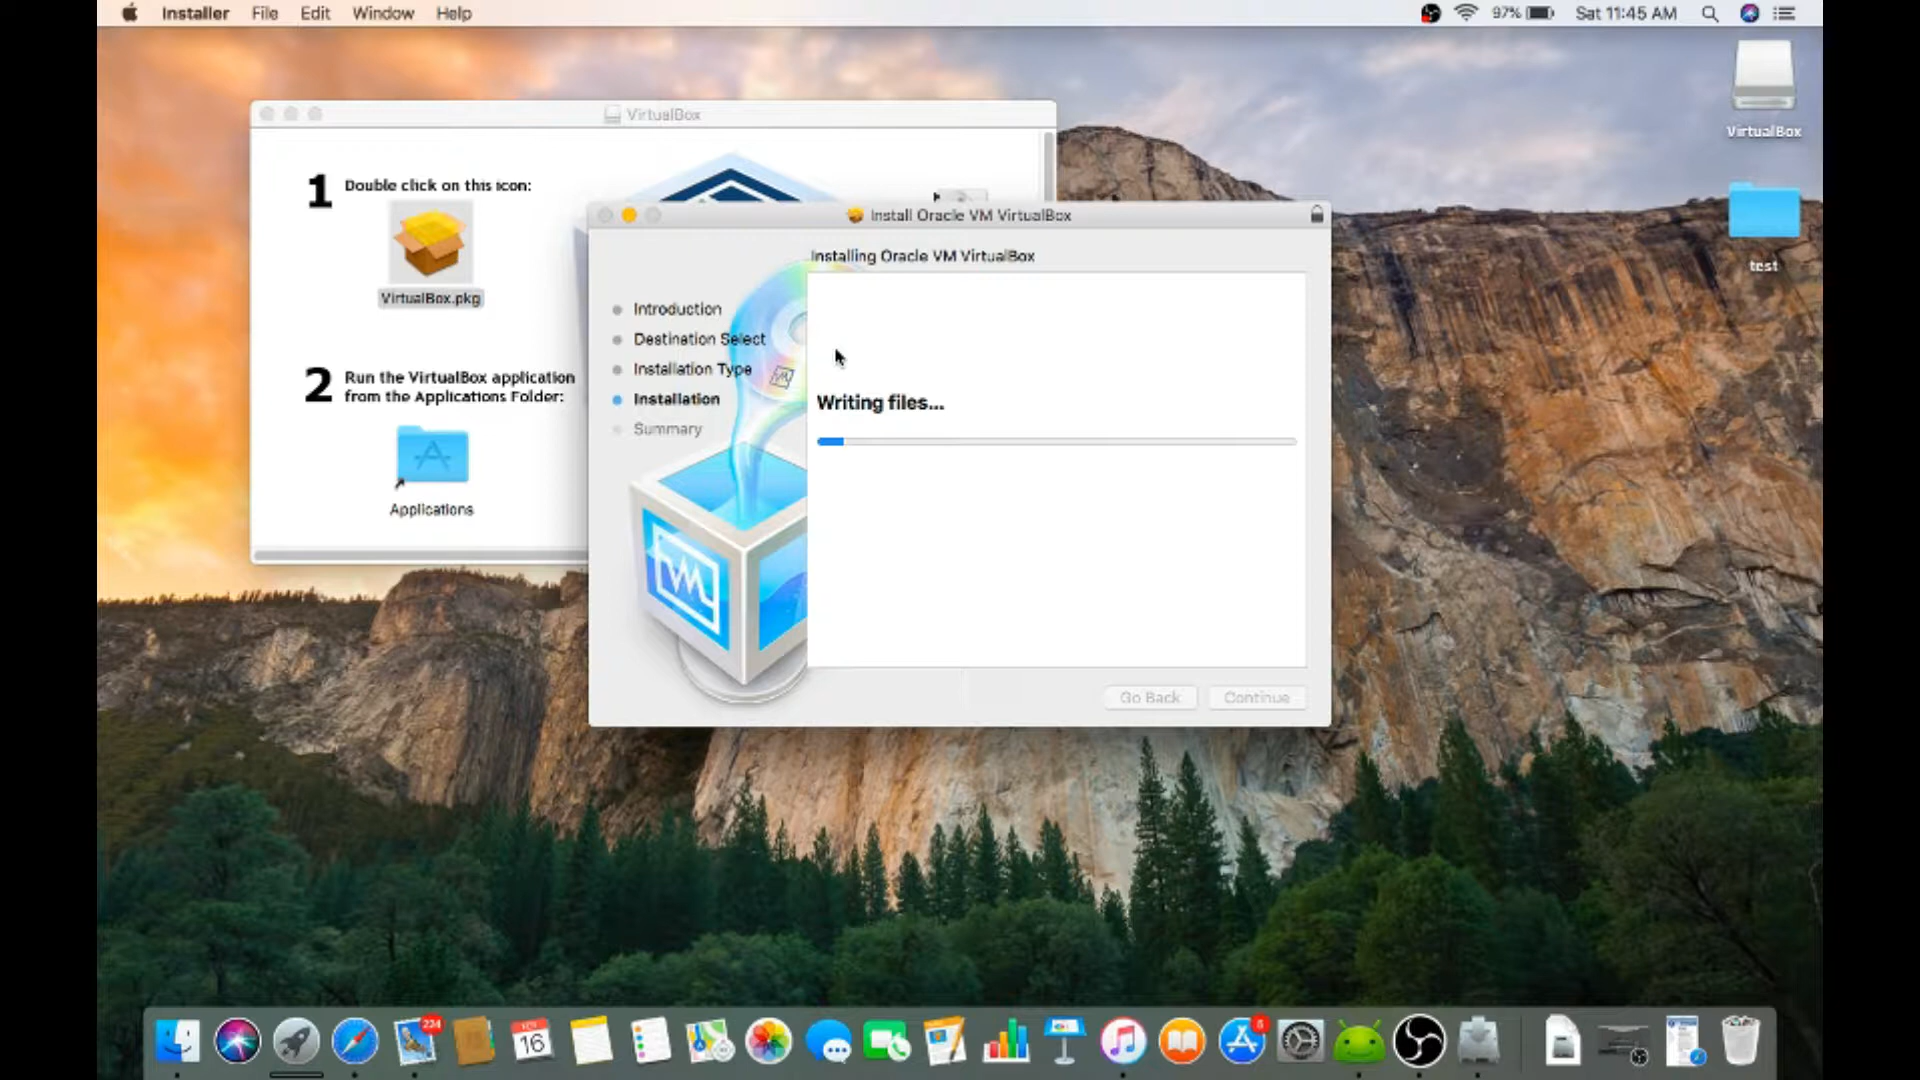 Installer File Edit Window Help
97% Sat 11:45 AM
VirtualBox
test
VirtualBox
1 Double click on this icon:
VirtualBox.pkg
2 Run the VirtualBox application
from the Applications Folder:
Applications
Install Oracle VM VirtualBox
Installing Oracle VM VirtualBox
Introduction
Destination Select
Installation Type
Installation
Summary
Writing files...
Go Back Continue
224
16